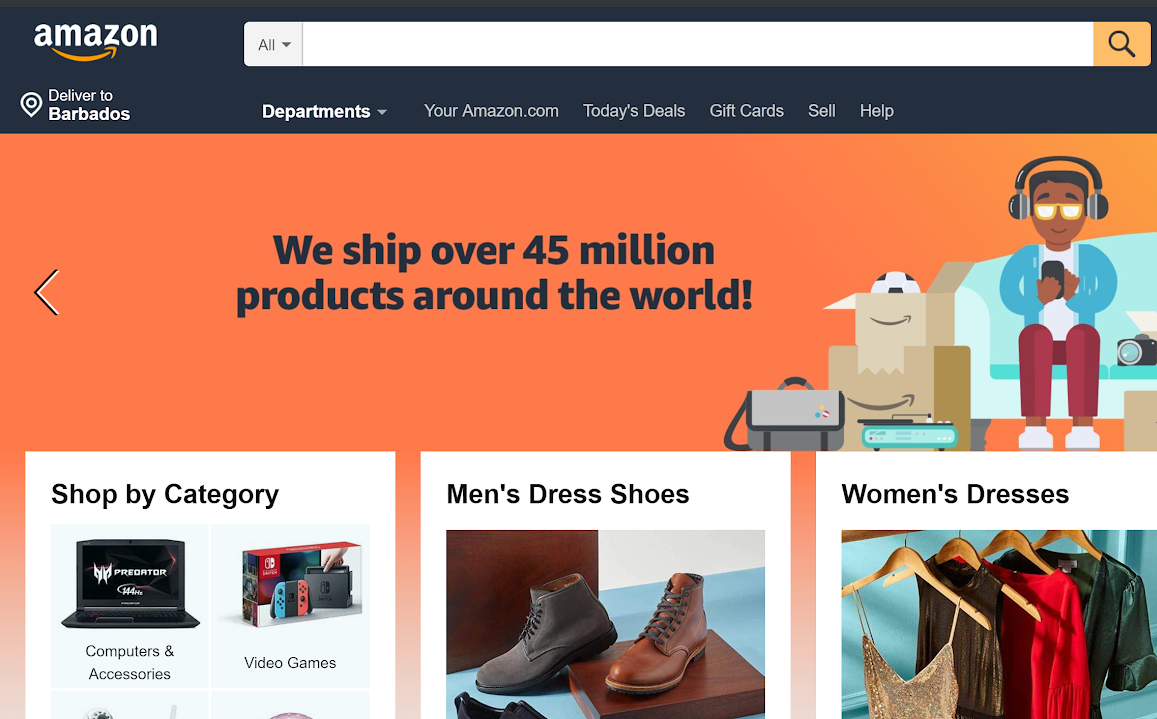 amazon
All
Deliver to
Barbados
Departments
Your Amazon.com
Today's Deals
Gift Cards
Sell
Help
We ship over 45 million
products around the world!
Shop by Category
Men's Dress Shoes
Women's Dresses
PREDATOR
144Hz
Computers &
Accessories
Video Games